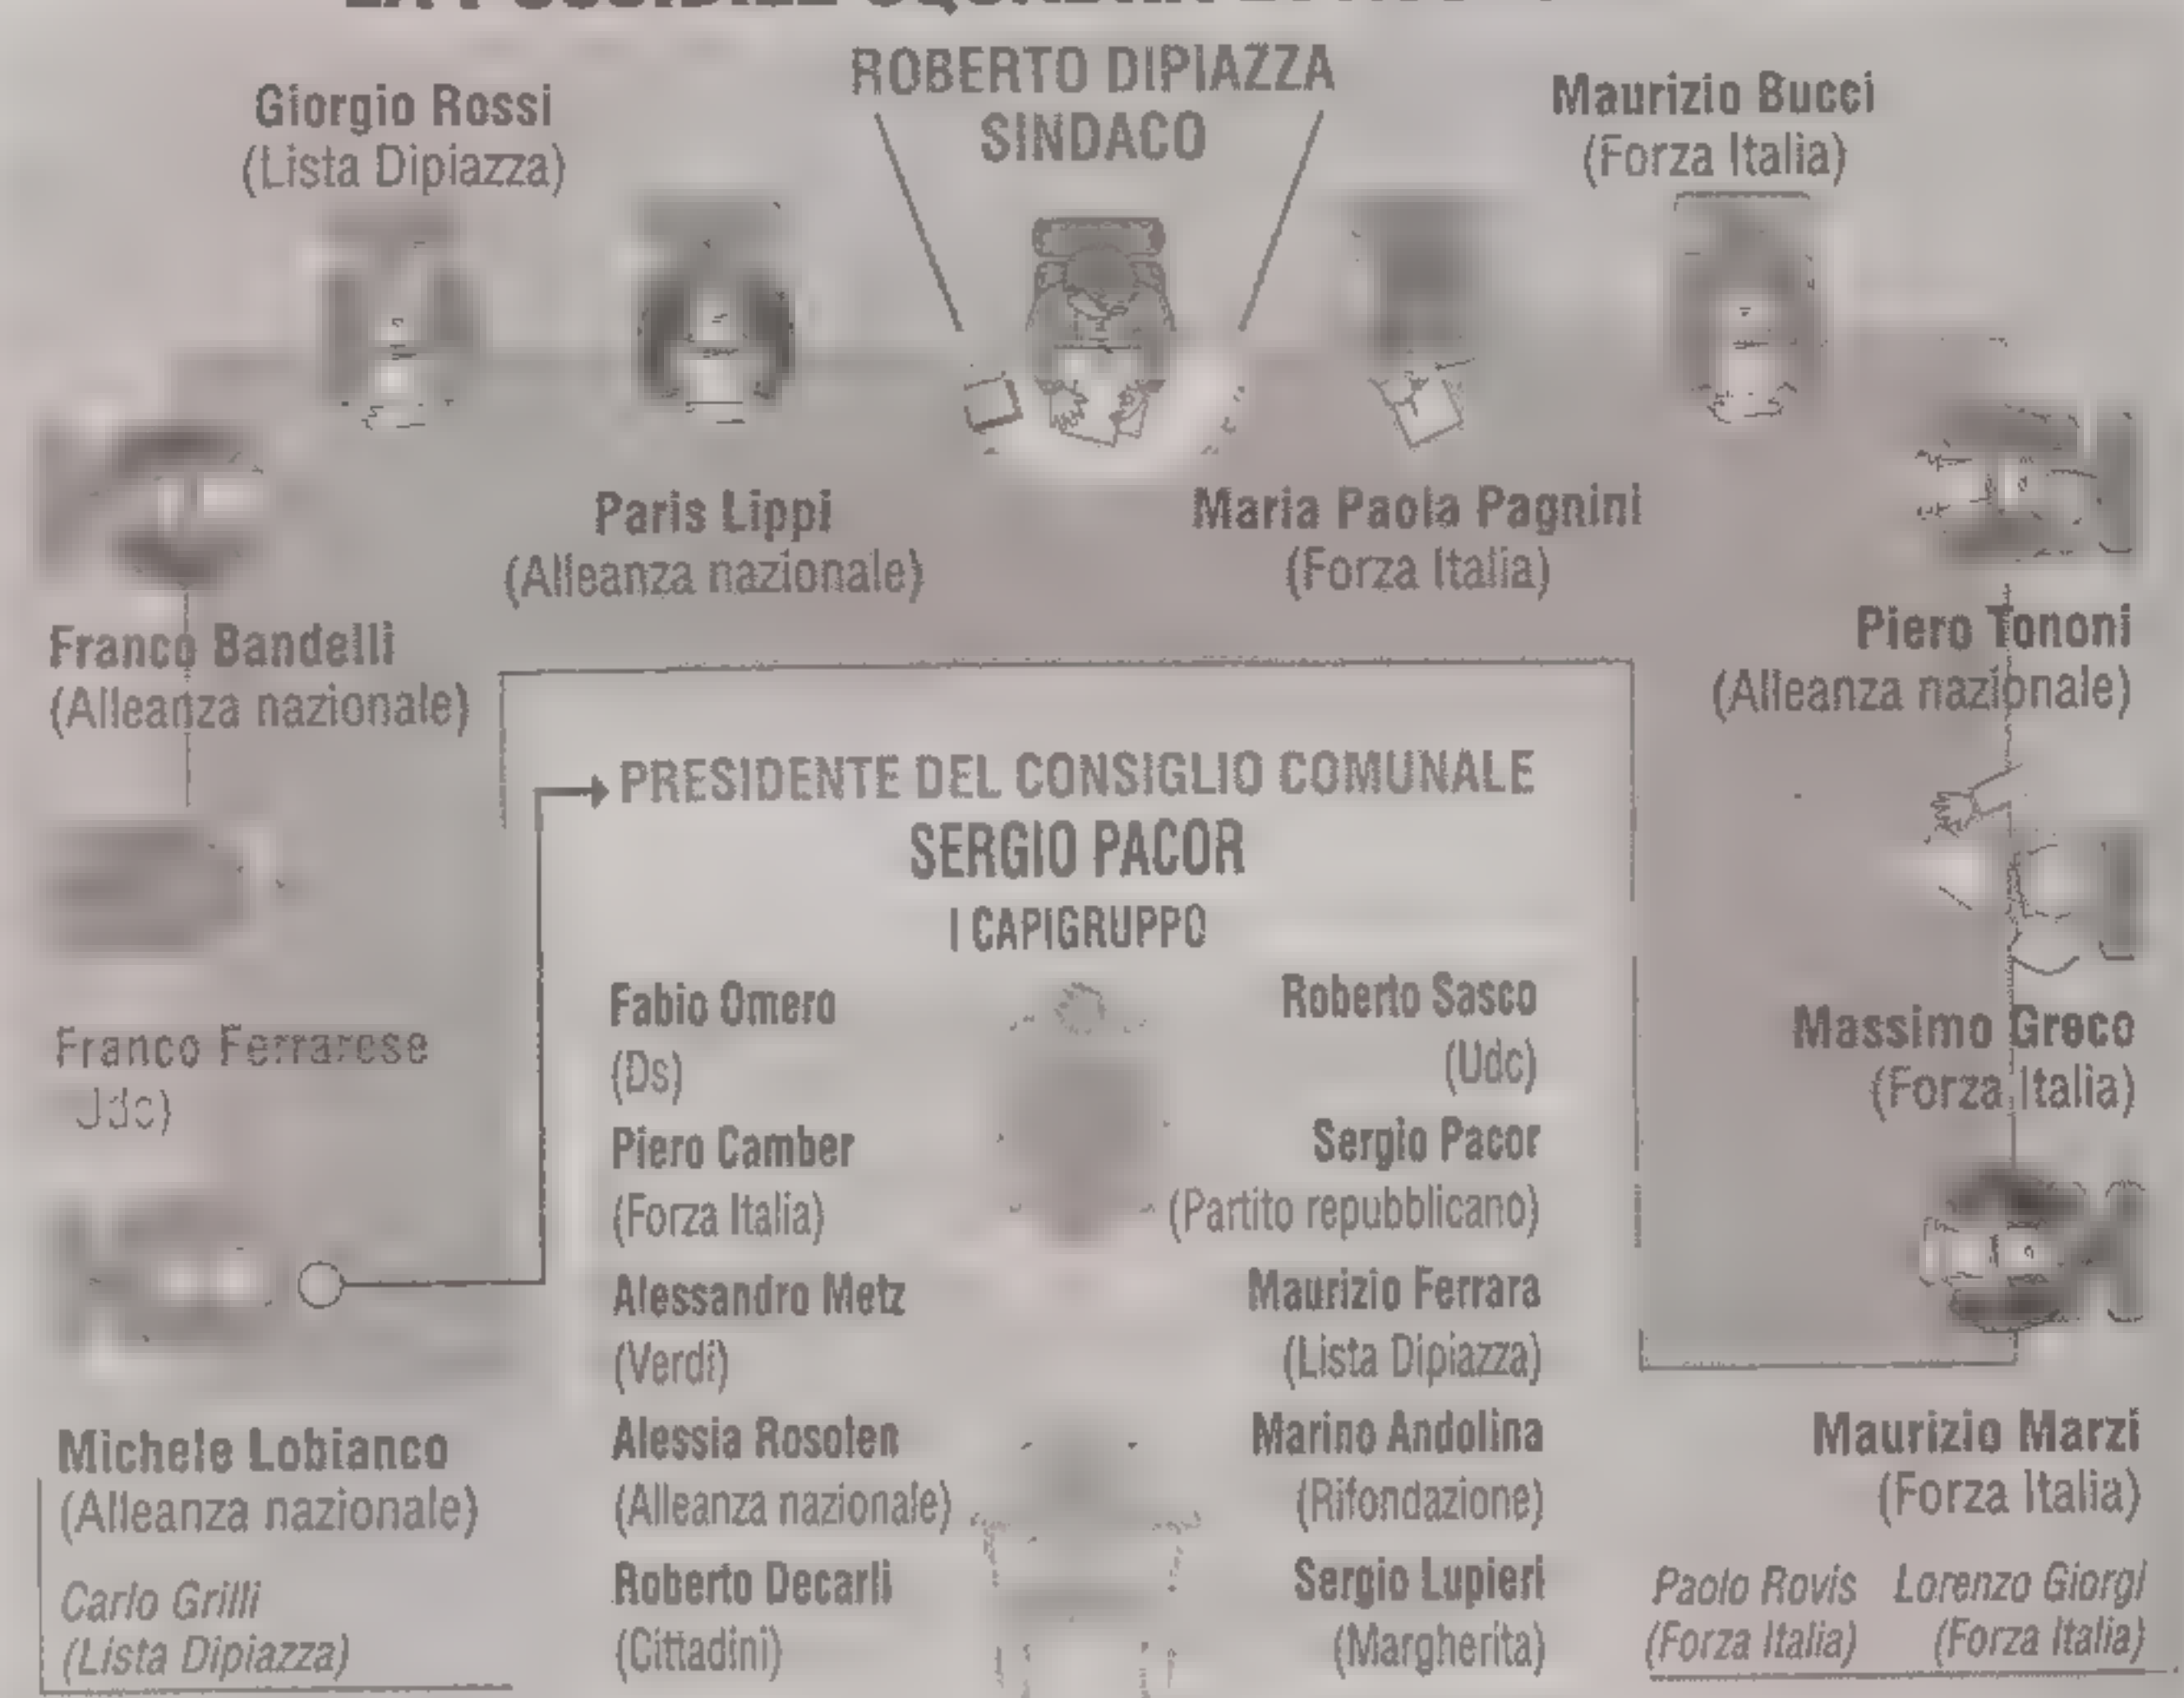 ROBERTO DIPIAZZA
SINDACO
Giorgio Rossi
(Lista Dipiazza)
Maurizio Bucci
(Forza Italia)
Paris Lippi
(Alleanza nazionale)
Maria Paola Pagnini
(Forza Italia)
Franco Bandelli
(Alleanza nazionale)
Piero Tononi
(Alleanza nazionale)
PRESIDENTE DEL CONSIGLIO COMUNALE
SERGIO PACOR
I CAPIGRUPPO
Fabio Omero
(Ds)
Piero Camber
(Forza Italia)
Alessandro Metz
(Verdi)
Alessia Rosolen
(Alleanza nazionale)
Roberto Decarli
(Cittadini)
Roberto Sasco
(Udc)
Sergio Pacor
(Partito repubblicano)
Maurizio Ferrara
(Lista Dipiazza)
Marino Andolina
(Rifondazione)
Sergio Lupieri
(Margherita)
Franco Ferrarese
Udc)
Massimo Greco
(Forza Italia)
Michele Lobianco
(Alleanza nazionale)
Carlo Grilli
(Lista Dipiazza)
Maurizio Marzi
(Forza Italia)
Paolo Rovis
(Forza Italia)
Lorenzo Giorgi
(Forza Italia)